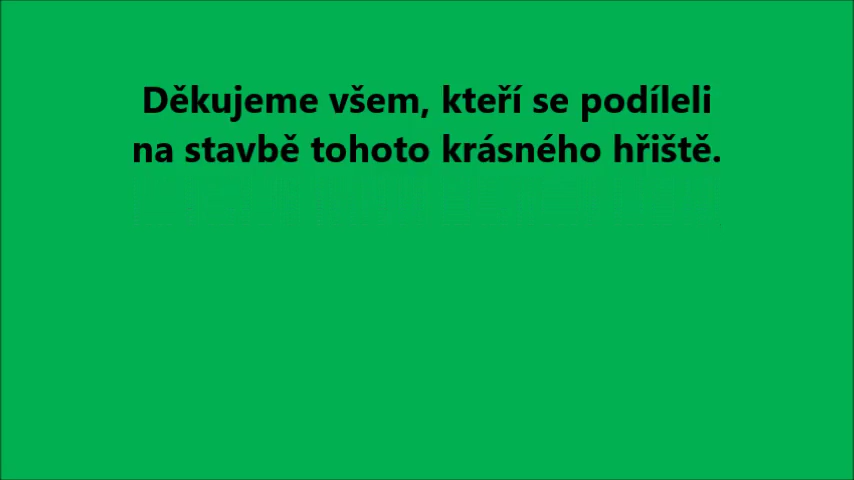 Děkujeme všem, kteří se podíleli
na stavbě tohoto krásného hřiště.